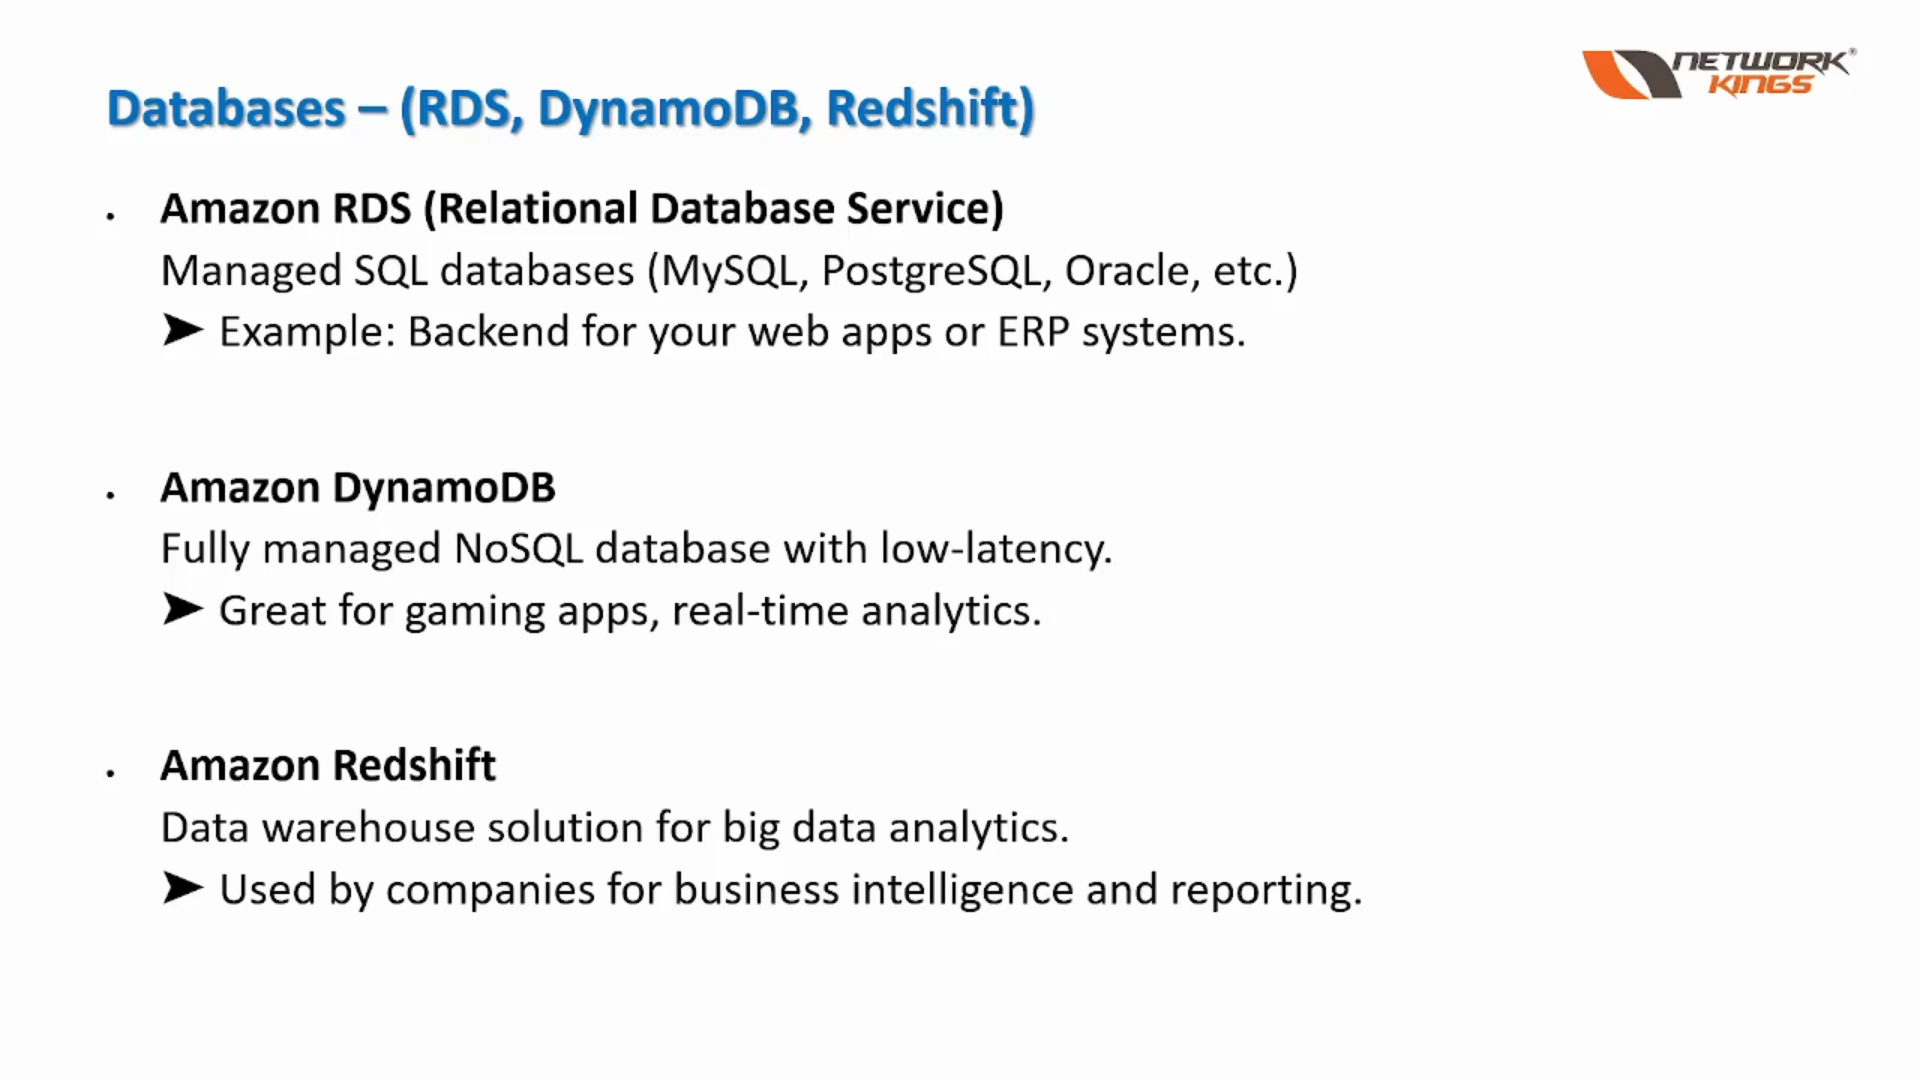 NETWORK®
KINGS
Databases – (RDS, DynamoDB, Redshift)
• Amazon RDS (Relational Database Service)
Managed SQL databases (MySQL, PostgreSQL, Oracle, etc.)
➤ Example: Backend for your web apps or ERP systems.
• Amazon DynamoDB
Fully managed NoSQL database with low-latency.
➤ Great for gaming apps, real-time analytics.
• Amazon Redshift
Data warehouse solution for big data analytics.
➤ Used by companies for business intelligence and reporting.